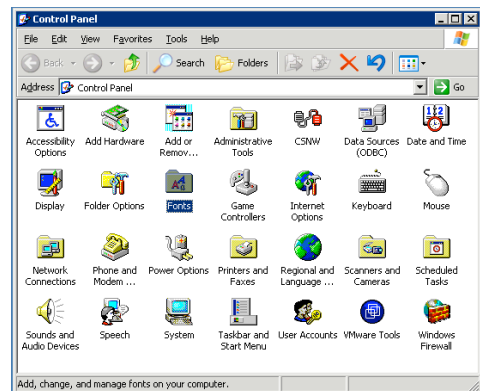 Control Panel
File Edit View Favorites Tools Help
Back Search Folders
Address Control Panel Go
Accessibility Options
Add Hardware
Add or Remov...
Administrative Tools
CSNW
Data Sources (ODBC)
Date and Time
Display
Folder Options
Fonts
Game Controllers
Internet Options
Keyboard
Mouse
Network Connections
Phone and Modem ...
Power Options
Printers and Faxes
Regional and Language ...
Scanners and Cameras
Scheduled Tasks
Sounds and Audio Devices
Speech
System
Taskbar and Start Menu
User Accounts
VMware Tools
Windows Firewall
Add, change, and manage fonts on your computer.